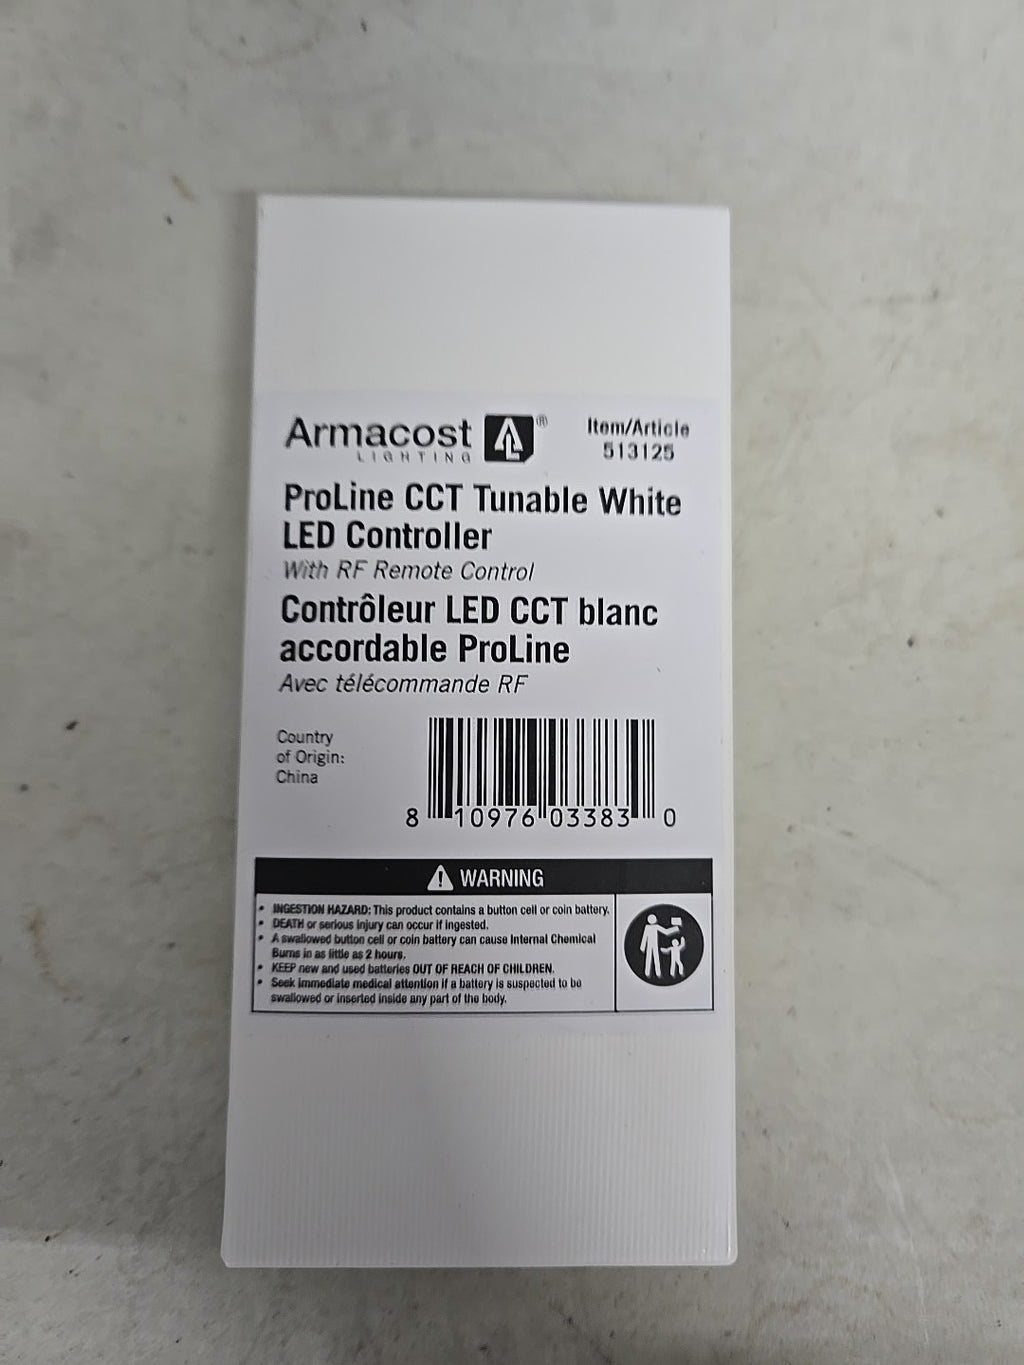 Armacost
LIGHTING
®
Item/Article
513125
ProLine CCT Tunable White
LED Controller
With RF Remote Control
Contrôleur LED CCT blanc
accordable ProLine
Avec télécommande RF
Country
of Origin:
China
8 10976 03383 0
WARNING
• INGESTION HAZARD: This product contains a button cell or coin battery.
• DEATH or serious injury can occur if ingested.
• A swallowed button cell or coin battery can cause Internal Chemical
Burns in as little as 2 hours.
• KEEP new and used batteries OUT OF REACH OF CHILDREN.
• Seek immediate medical attention if a battery is suspected to be
swallowed or inserted inside any part of the body.